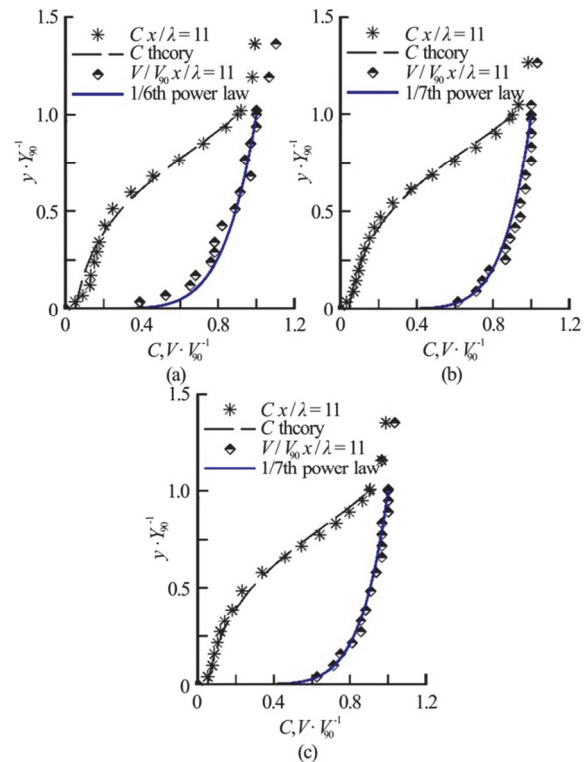 1.5
C x/λ=11
C thcory
V/V90 x/λ=11
1/6th power law
1.0
y·Y90^-1
0.5
0
0.4
0.8
1.2
C,V·V90^-1
(a)
1.5
C x/λ=11
C thcory
V/V90 x/λ=11
1/7th power law
1.0
y·Y90^-1
0.5
0
0
0.4
0.8
1.2
C,V·V90^-1
(b)
1.5
C x/λ=11
C thcory
V/V90 x/λ=11
1/7th power law
1.0
y·Y90^-1
0.5
0
0
0.4
0.8
1.2
C,V·V90^-1
(c)